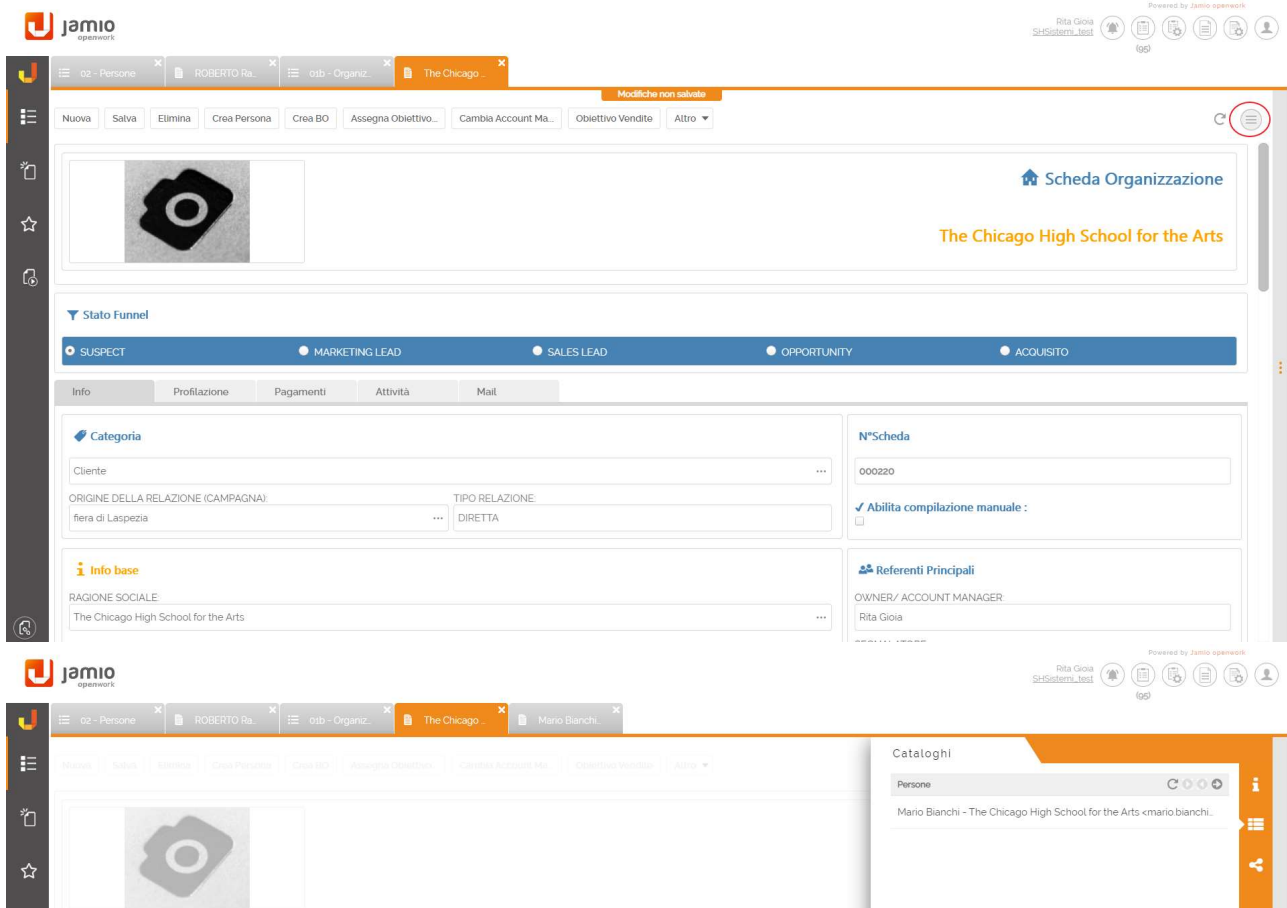 Powered by Jamio openwork
jamio
openwork
Rita Gioia
SHSistemi_test
(95)
02 - Persone
ROBERTO Ra..
01b - Organiz..
The Chicago ..
Modifiche non salvate
Nuova Salva Elimina Crea Persona Crea BO Assegna Obiettivo... Cambia Account Ma... Obiettivo Vendite Altro
Scheda Organizzazione
The Chicago High School for the Arts
Stato Funnel
SUSPECT MARKETING LEAD SALES LEAD OPPORTUNITY ACQUISITO
Info Profilazione Pagamenti Attività Mail
Categoria
Cliente ...
ORIGINE DELLA RELAZIONE (CAMPAGNA): TIPO RELAZIONE:
fiera di Laspezia ... DIRETTA
N°Scheda
000220
Abilita compilazione manuale :
Info base
RAGIONE SOCIALE:
The Chicago High School for the Arts ...
Referenti Principali
OWNER/ ACCOUNT MANAGER:
Rita Gioia
Powered by Jamio openwork
jamio
openwork
Rita Gioia
SHSistemi_test
(95)
02 - Persone
ROBERTO Ra..
01b - Organiz..
The Chicago ..
Mario Bianchi..
Nuova Salva Elimina Crea Persona Crea BO Assegna Obiettivo... Cambia Account Ma... Obiettivo Vendite Altro
Cataloghi
Persone
Mario Bianchi - The Chicago High School for the Arts <mario.bianchi..